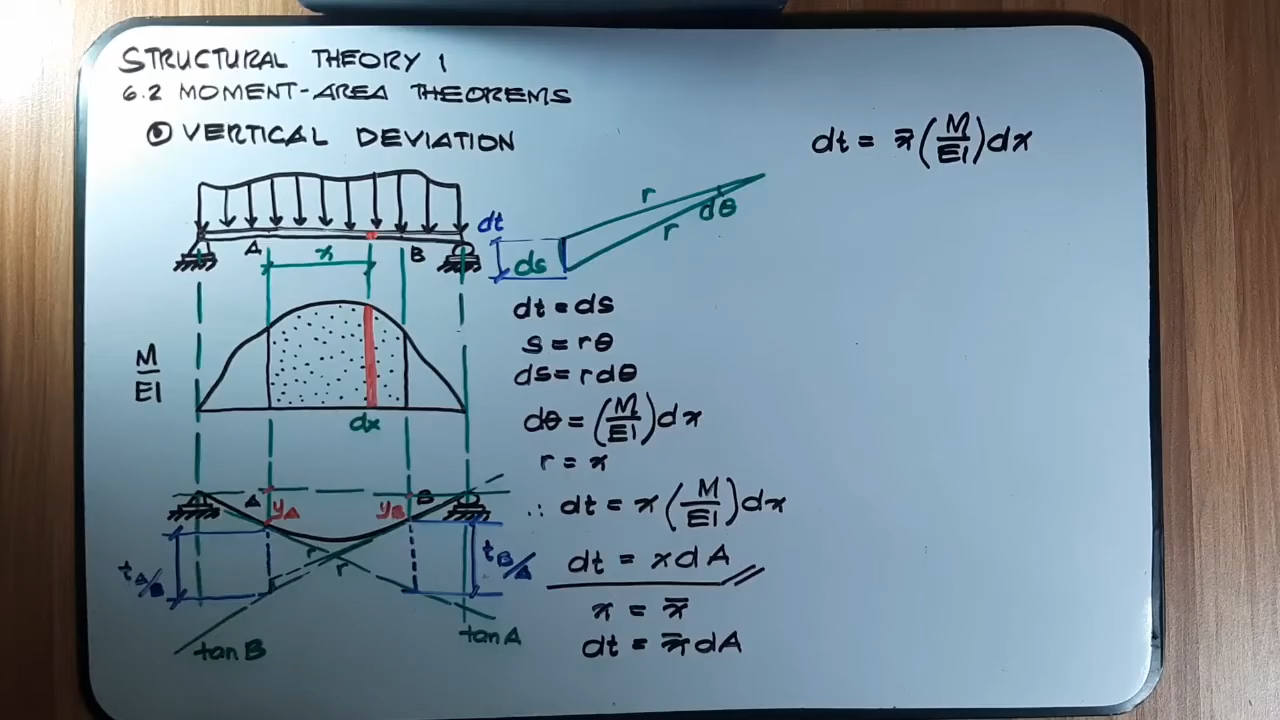 STRUCTURAL THEORY 1
6.2 MOMENT-AREA THEOREMS
① VERTICAL DEVIATION
dt = x̄(M/EI)dx
A
x
B
dt
ds
r
dθ
r
dt = ds
s = rθ
ds = rdθ
dθ = (M/EI)dx
r = x
∴ dt = x(M/EI)dx
dt = xdA
x = x̄
dt = x̄dA
M/EI
dx
A
yA
yB
B
r
r
tA/B
tB/A
tan B
tan A